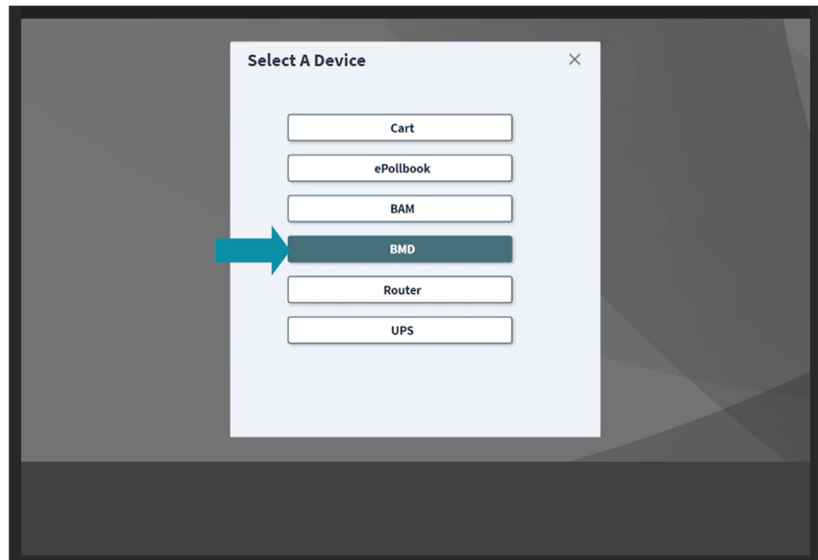 Select A Device
Cart
ePollbook
BAM
BMD
Router
UPS